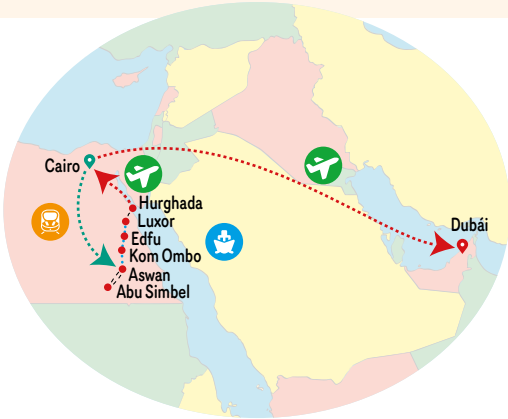 Cairo
Hurghada
Luxor
Edfu
Kom Ombo
Aswan
Abu Simbel
Dubái